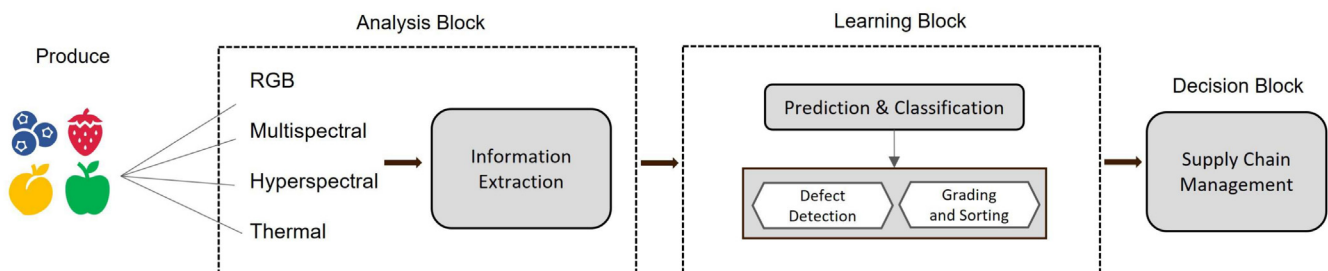 Produce
Analysis Block
RGB
Multispectral
Hyperspectral
Thermal
Information
Extraction
Learning Block
Prediction & Classification
Defect
Detection
Grading
and Sorting
Decision Block
Supply Chain
Management